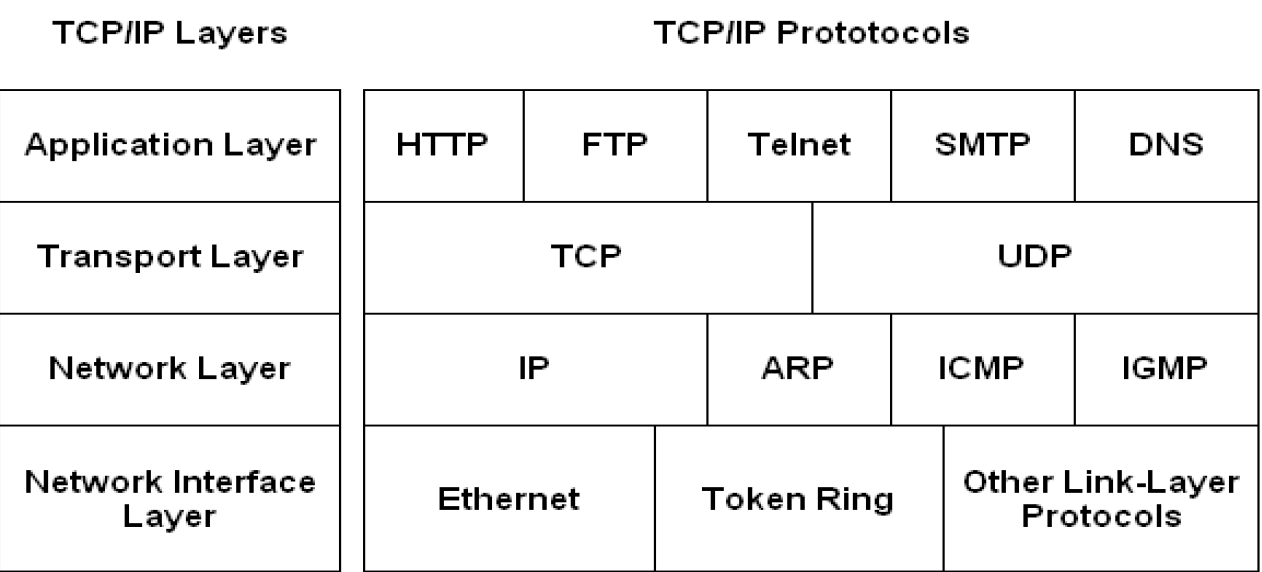 TCP/IP Layers
TCP/IP Prototocols
Application Layer
HTTP
FTP
Telnet
SMTP
DNS
Transport Layer
TCP
UDP
Network Layer
IP
ARP
ICMP
IGMP
Network Interface
Layer
Ethernet
Token Ring
Other Link-Layer
Protocols